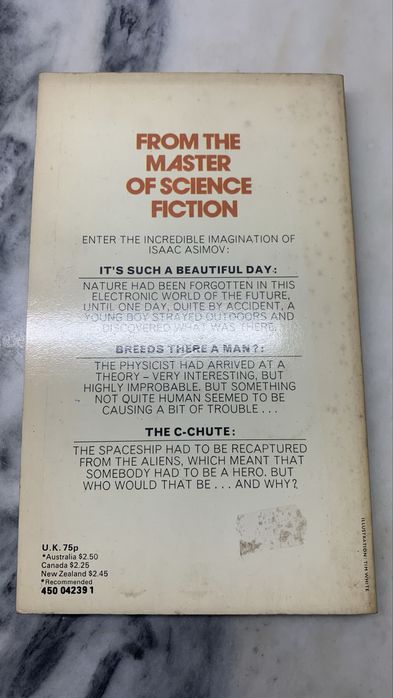 FROM THE
MASTER
OF SCIENCE
FICTION
ENTER THE INCREDIBLE IMAGINATION OF
ISAAC ASIMOV:
IT'S SUCH A BEAUTIFUL DAY:
NATURE HAD BEEN FORGOTTEN IN THIS
ELECTRONIC WORLD OF THE FUTURE,
UNTIL ONE DAY, QUITE BY ACCIDENT, A
YOUNG BOY STRAYED OUTDOORS AND
DISCOVERED WHAT WAS THERE.
BREEDS THERE A MAN?:
THE PHYSICIST HAD ARRIVED AT A
THEORY – VERY INTERESTING, BUT
HIGHLY IMPROBABLE. BUT SOMETHING
NOT QUITE HUMAN SEEMED TO BE
CAUSING A BIT OF TROUBLE . . .
THE C-CHUTE:
THE SPACESHIP HAD TO BE RECAPTURED
FROM THE ALIENS, WHICH MEANT THAT
SOMEBODY HAD TO BE A HERO. BUT
WHO WOULD THAT BE . . . AND WHY?
U.K. 75p
*Australia $2.50
Canada $2.25
New Zealand $2.45
*Recommended
450 04239 1
ILLUSTRATION: TIM WHITE